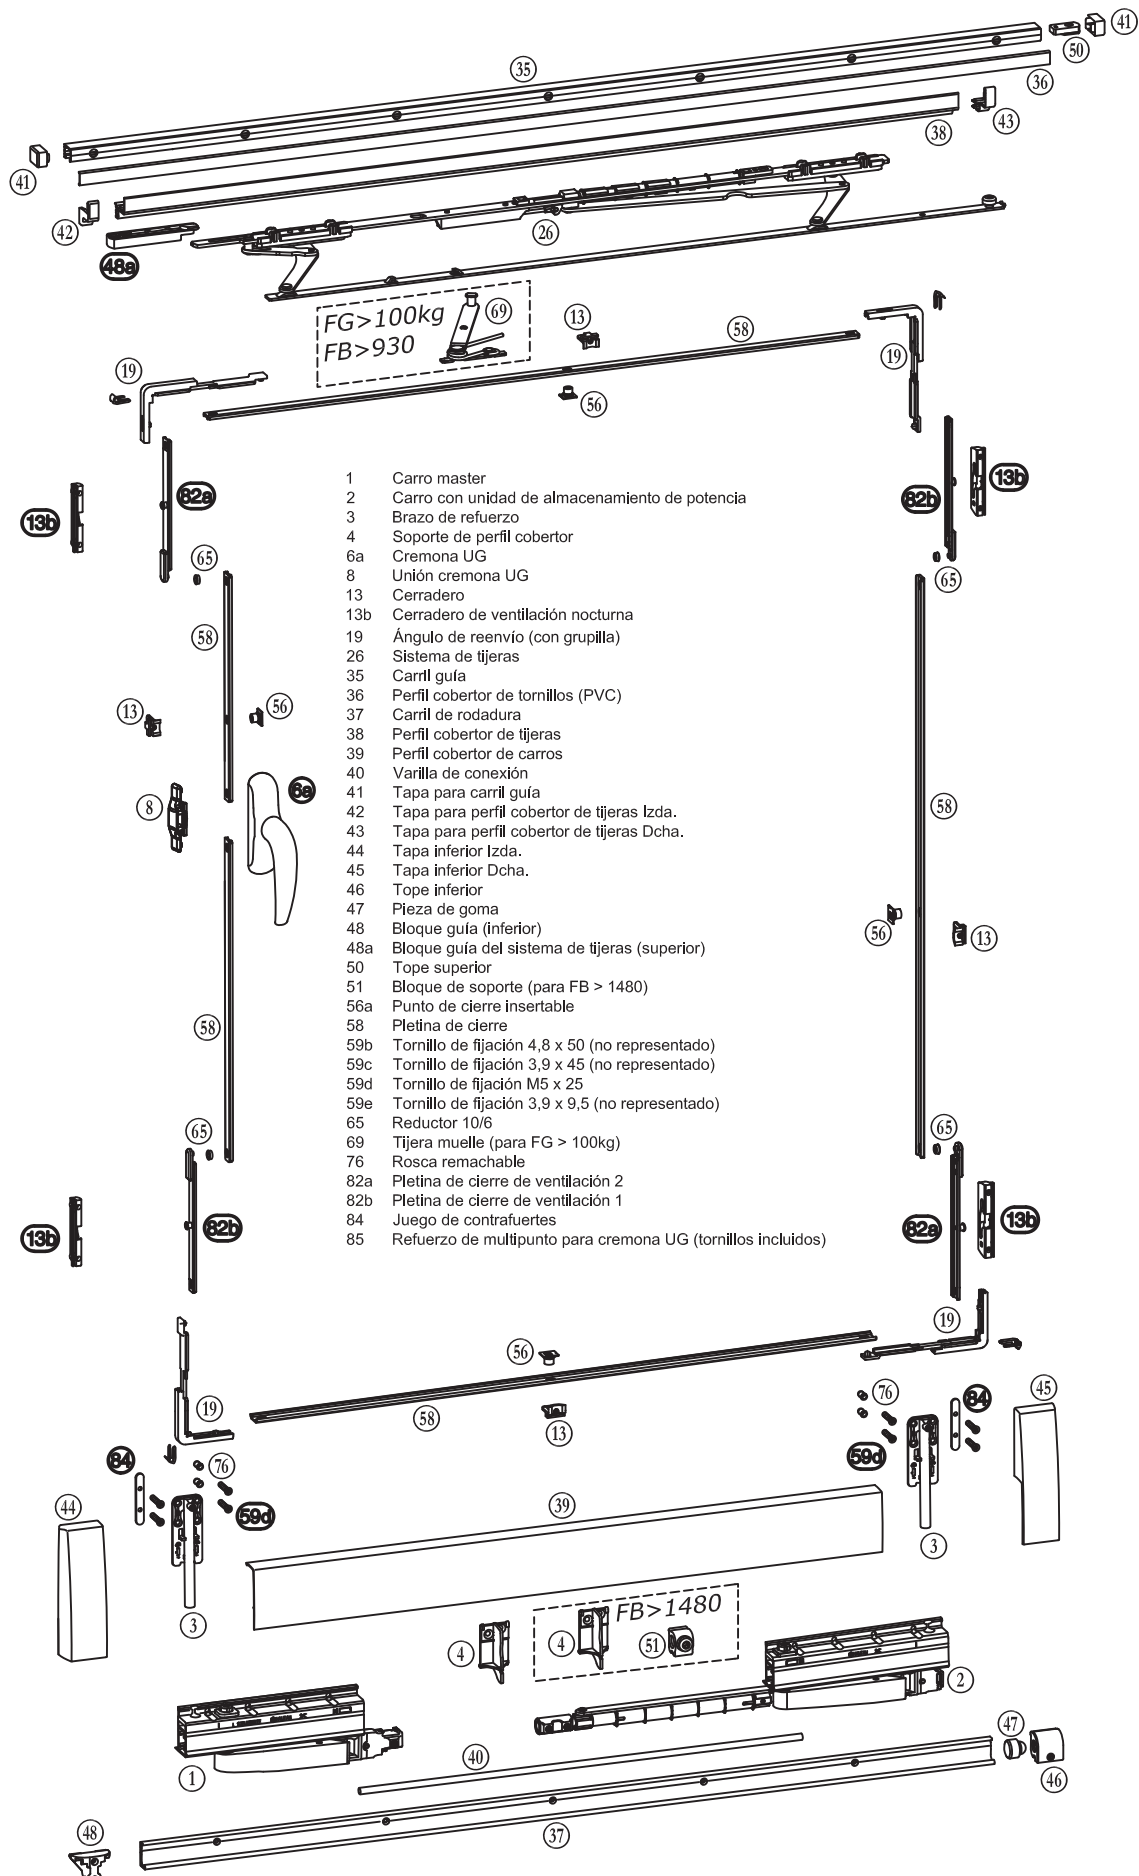 41
50
35
36
43
38
41
42
26
48a
FG>100kg
FB>930
69
13
58
19
19
56
82a
13b
82b
13b
65
65
58
13
56
8
6a
58
56
13
58
65
65
13b
82b
82a
13b
1 Carro master
2 Carro con unidad de almacenamiento de potencia
3 Brazo de refuerzo
4 Soporte de perfil cobertor
6a Cremona UG
8 Unión cremona UG
13 Cerradero
13b Cerradero de ventilación nocturna
19 Ángulo de reenvío (con grupilla)
26 Sistema de tijeras
35 Carril guía
36 Perfil cobertor de tornillos (PVC)
37 Carril de rodadura
38 Perfil cobertor de tijeras
39 Perfil cobertor de carros
40 Varilla de conexión
41 Tapa para carril guía
42 Tapa para perfil cobertor de tijeras Izda.
43 Tapa para perfil cobertor de tijeras Dcha.
44 Tapa inferior Izda.
45 Tapa inferior Dcha.
46 Tope inferior
47 Pieza de goma
48 Bloque guía (inferior)
48a Bloque guía del sistema de tijeras (superior)
50 Tope superior
51 Bloque de soporte (para FB > 1480)
56a Punto de cierre insertable
58 Pletina de cierre
59b Tornillo de fijación 4,8 x 50 (no representado)
59c Tornillo de fijación 3,9 x 45 (no representado)
59d Tornillo de fijación M5 x 25
59e Tornillo de fijación 3,9 x 9,5 (no representado)
65 Reductor 10/6
69 Tijera muelle (para FG > 100kg)
76 Rosca remachable
82a Pletina de cierre de ventilación 2
82b Pletina de cierre de ventilación 1
84 Juego de contrafuertes
85 Refuerzo de multipunto para cremona UG (tornillos incluidos)
19
56
19
58
13
76
84
45
59d
84
76
44
59d
39
3
3
FB>1480
4
4
51
2
1
40
47
46
48
37